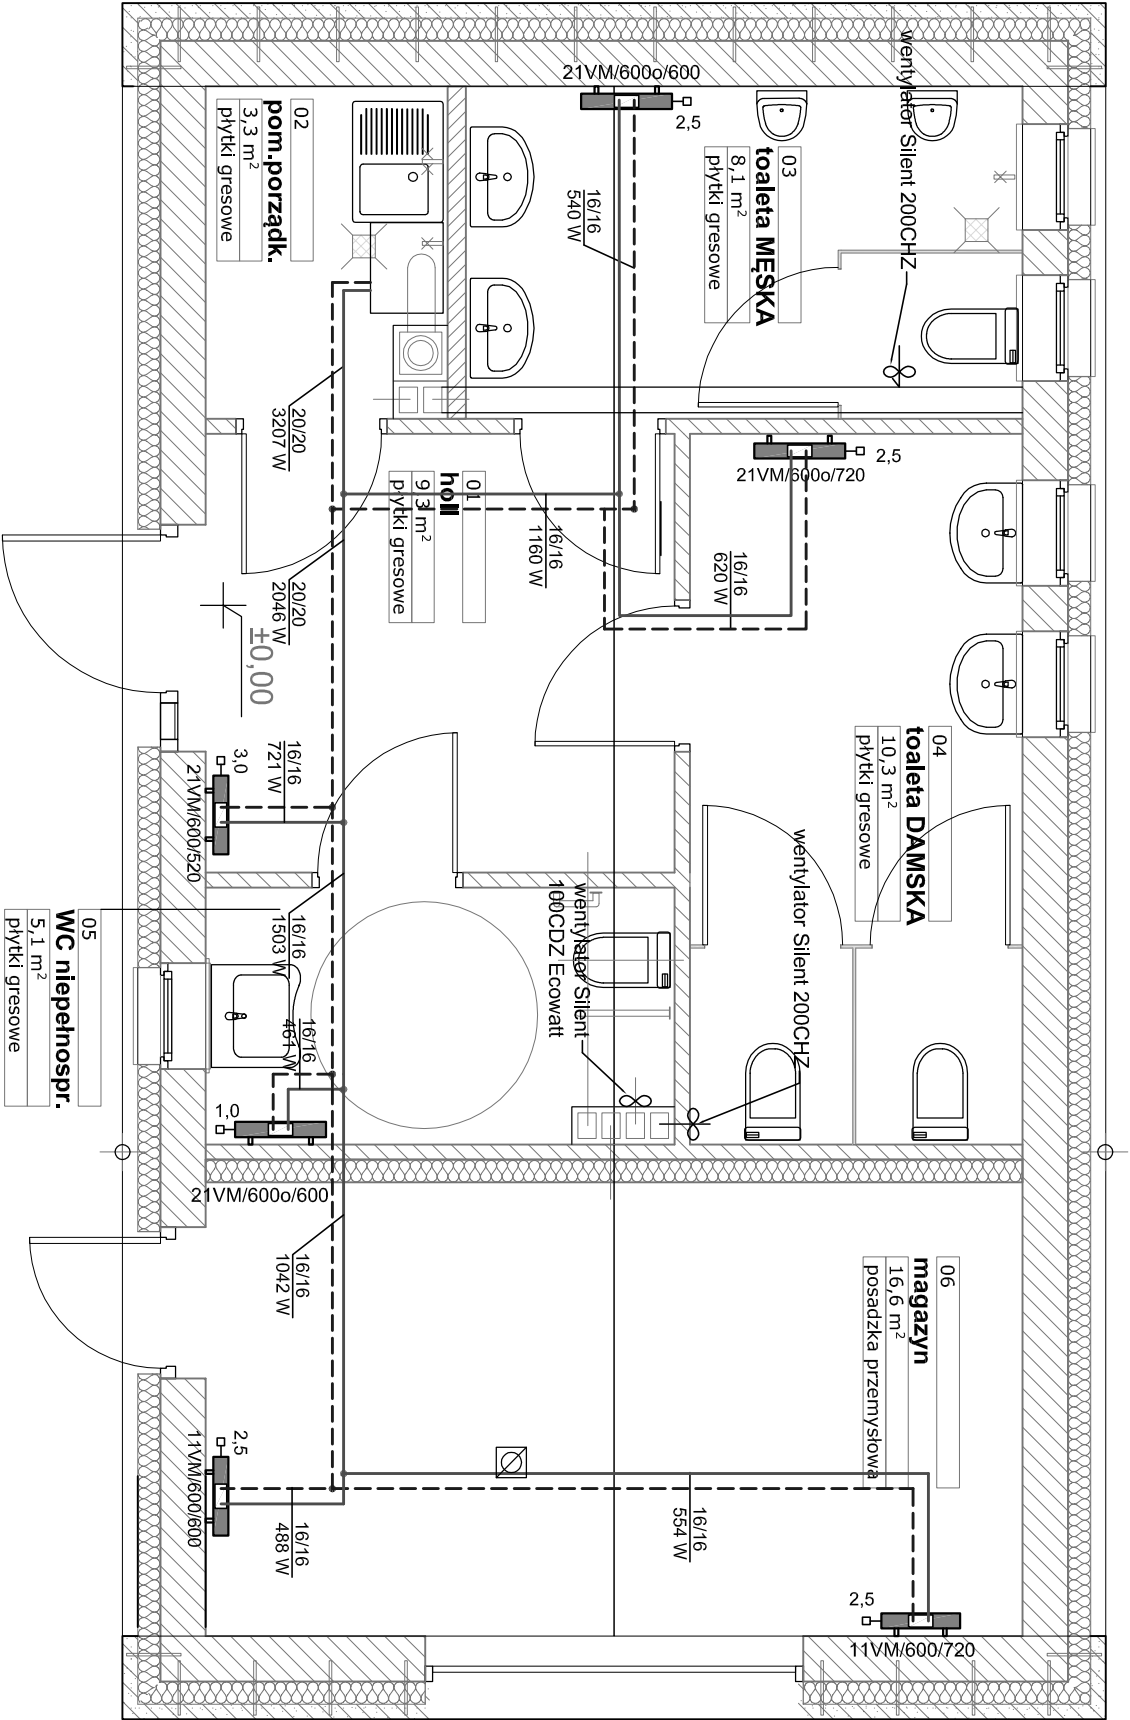 21VM/600o/600
2,5
wentylator Silent 200CHZ
02
pom.porządk.
3,3 m²
płytki gresowe
03
toaleta MĘSKA
8,1 m²
płytki gresowe
16/16
540 W
20/20
3207 W
2,5
21VM/600o/720
01
holl
9,3 m²
płytki gresowe
16/16
1160 W
16/16
620 W
20/20
2046 W
±0,00
04
toaleta DAMSKA
10,3 m²
płytki gresowe
16/16
721 W
3,0
21VM/600/520
wentylator Silent 200CHZ
wentylator Silent
100CDZ Ecowatt
05
WC niepełnospr.
5,1 m²
płytki gresowe
16/16
1503 W
16/16
461 W
1,0
21VM/600o/600
16/16
1042 W
06
magazyn
16,6 m²
posadzka przemysłowa
2,5
11VM/600/600
16/16
488 W
16/16
554 W
2,5
11VM/600/720